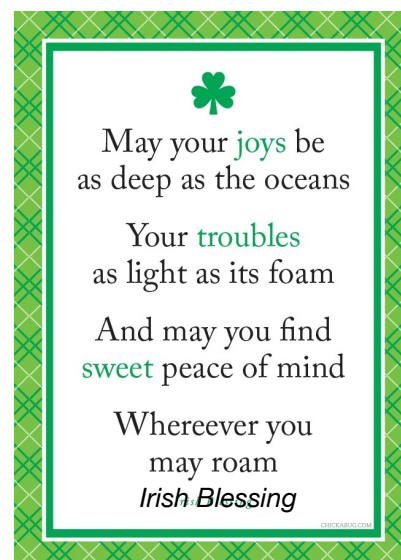 May your joys be
as deep as the oceans
Your troubles
as light as its foam
And may you find
sweet peace of mind
Whereever you
may roam
Irish Blessing
CHICKABUG.COM